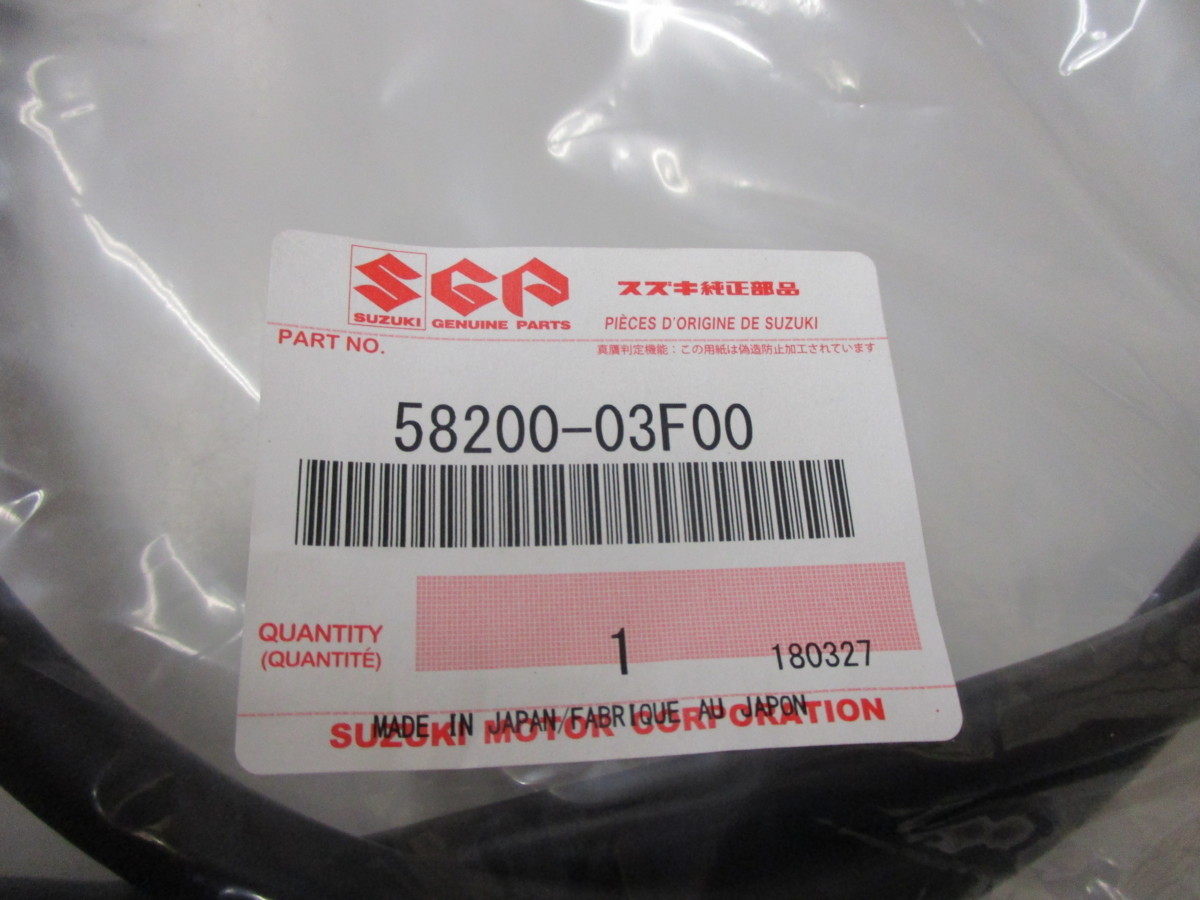 SUZUKI
SGP
GENUINE PARTS
スズキ純正部品
PIÈCES D'ORIGINE DE SUZUKI
PART NO.
真贋判定機能：この用紙は偽造防止加工されています
58200-03F00
QUANTITY
(QUANTITÉ)
1
180327
MADE IN JAPAN/FABRIQUE AU JAPON
SUZUKI MOTOR CORPORATION